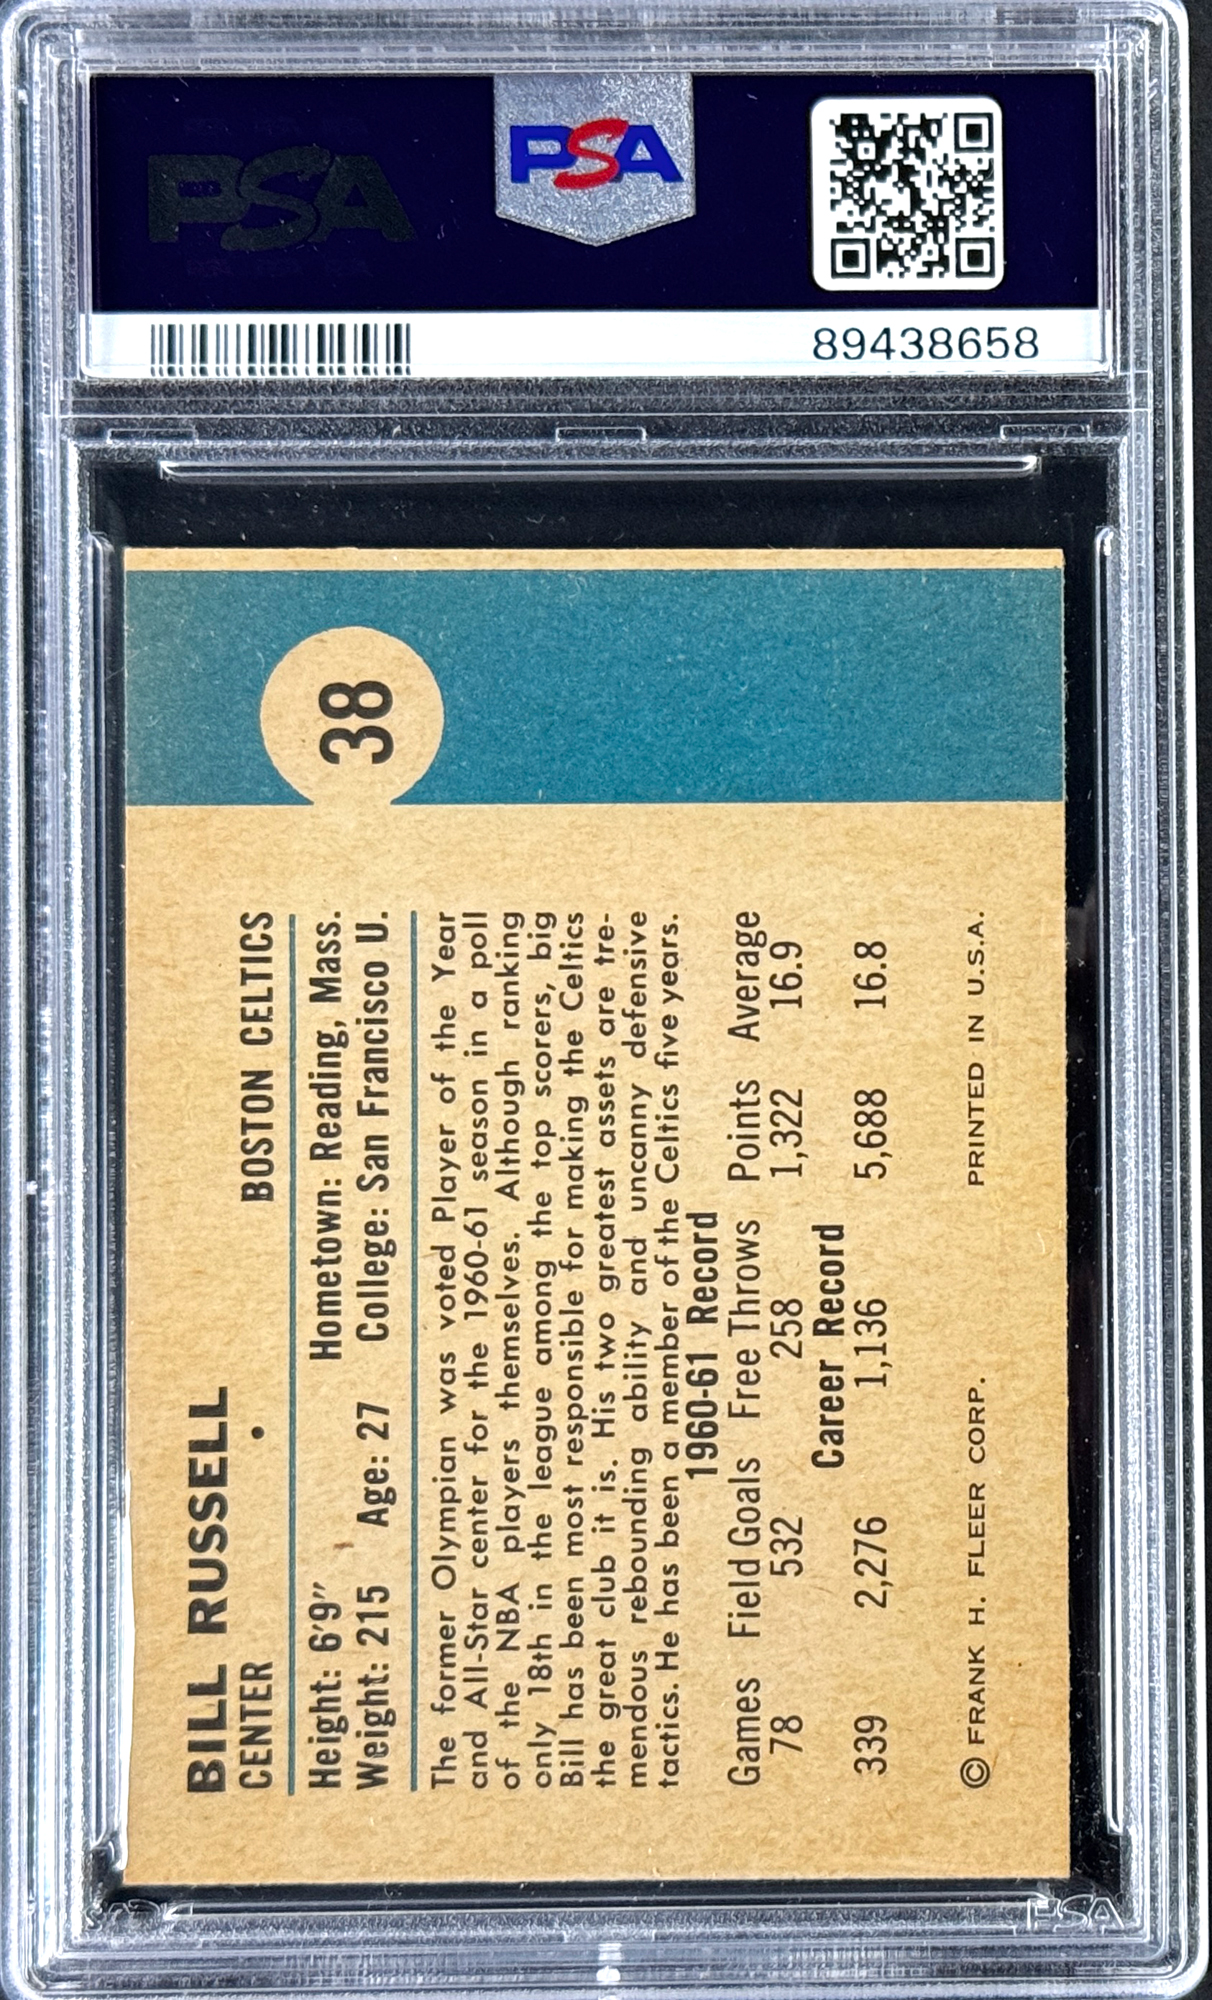 PSA
PSA
89438658
38
BILL RUSSELL
CENTER • BOSTON CELTICS
Height: 6'9" Hometown: Reading, Mass.
Weight: 215 Age: 27 College: San Francisco U.
The former Olympian was voted Player of the Year
and All-Star center for the 1960-61 season in a poll
of the NBA players themselves. Although ranking
only 18th in the league among the top scorers, big
Bill has been most responsible for making the Celtics
the great club it is. His two greatest assets are tre-
mendous rebounding ability and uncanny defensive
tactics. He has been a member of the Celtics five years.
1960-61 Record
Games Field Goals Free Throws Points Average
78 532 258 1,322 16.9
Career Record
339 2,276 1,136 5,688 16.8
© FRANK H. FLEER CORP. PRINTED IN U.S.A.
PSA